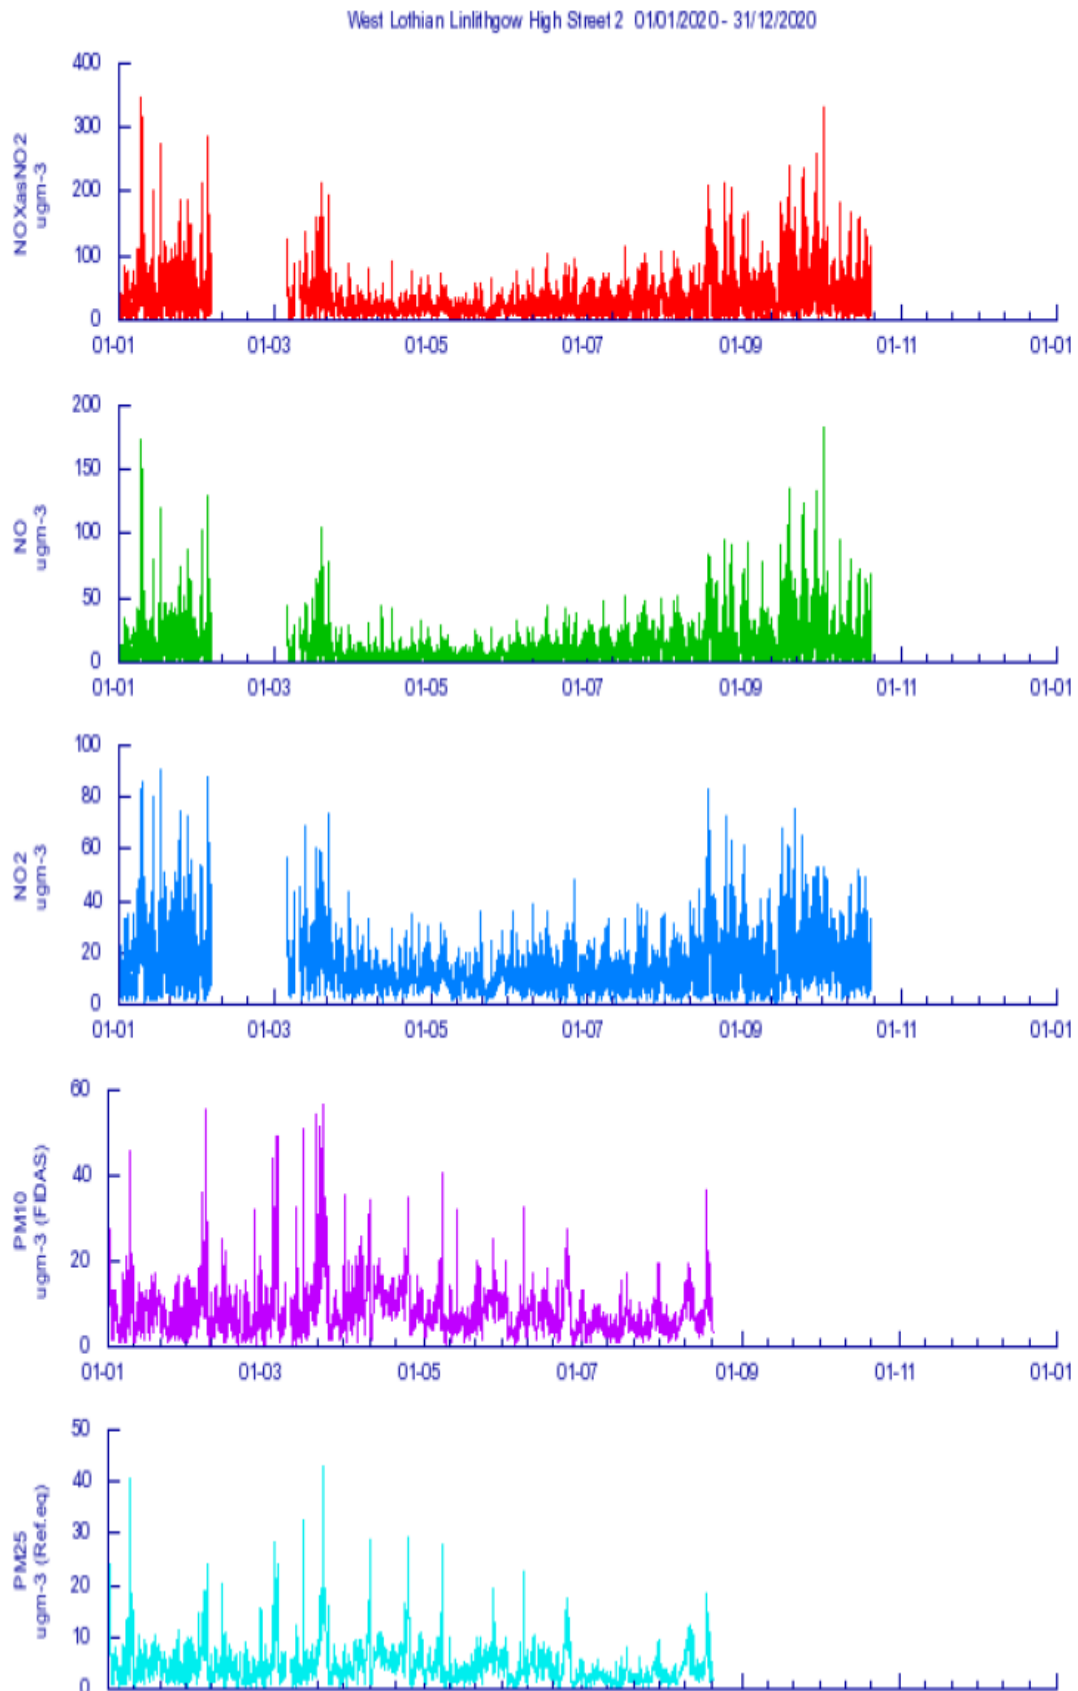 West Lothian Linlithgow High Street 2 01/01/2020 - 31/12/2020
400
300
200
100
0
NOXasNO2
ugm-3
01-01 01-03 01-05 01-07 01-09 01-11 01-01
200
150
100
50
0
NO
ugm-3
01-01 01-03 01-05 01-07 01-09 01-11 01-01
100
80
60
40
20
0
NO2
ugm-3
01-01 01-03 01-05 01-07 01-09 01-11 01-01
60
40
20
0
PM10
ugm-3 (FIDAS)
01-01 01-03 01-05 01-07 01-09 01-11 01-01
50
40
30
20
10
0
PM25
ugm-3 (Ref.eq)